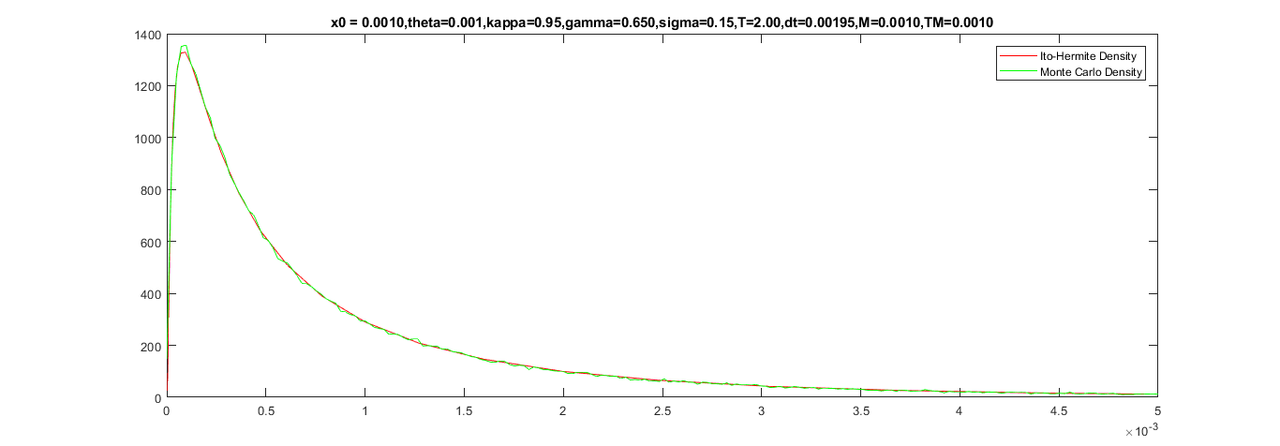 x0 = 0.0010,theta=0.001,kappa=0.95,gamma=0.650,sigma=0.15,T=2.00,dt=0.00195,M=0.0010,TM=0.0010
1400
1200
1000
800
600
400
200
0
Ito-Hermite Density
Monte Carlo Density
0 0.5 1 1.5 2 2.5 3 3.5 4 4.5 5
×10-3